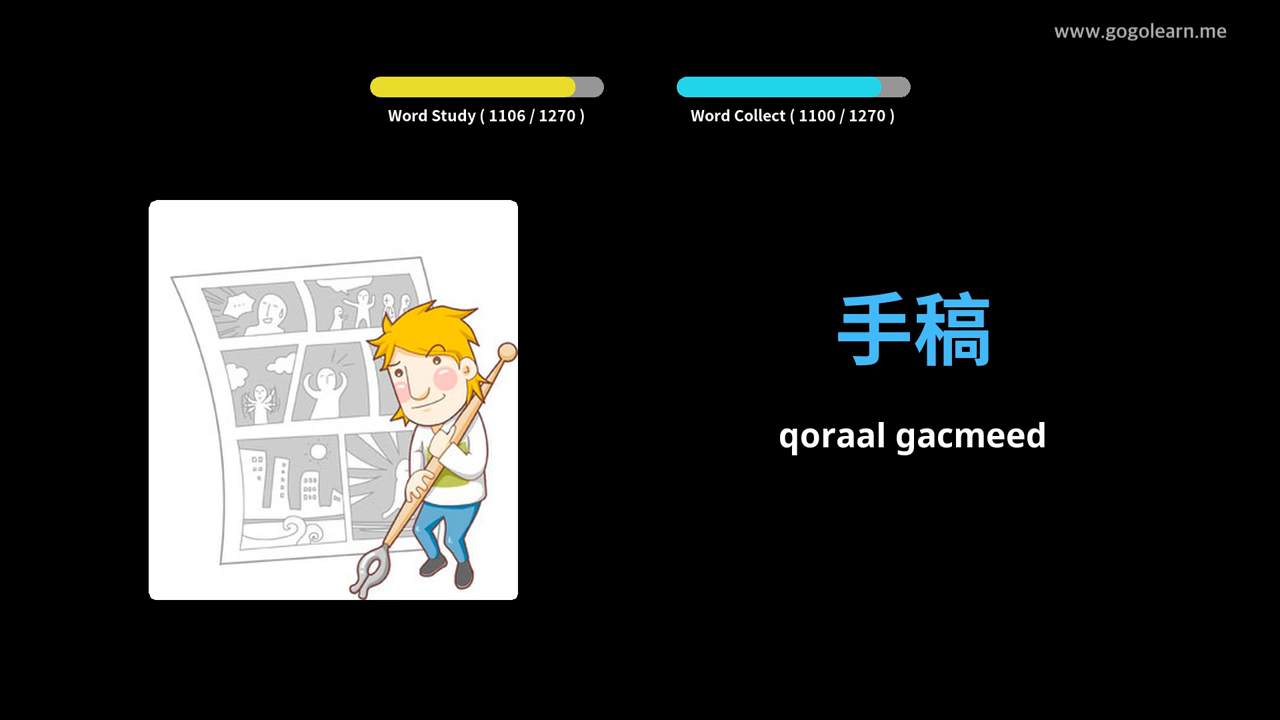 www.gogolearn.me
Word Study ( 1106 / 1270 )
Word Collect ( 1100 / 1270 )
手稿
qoraal gacmeed